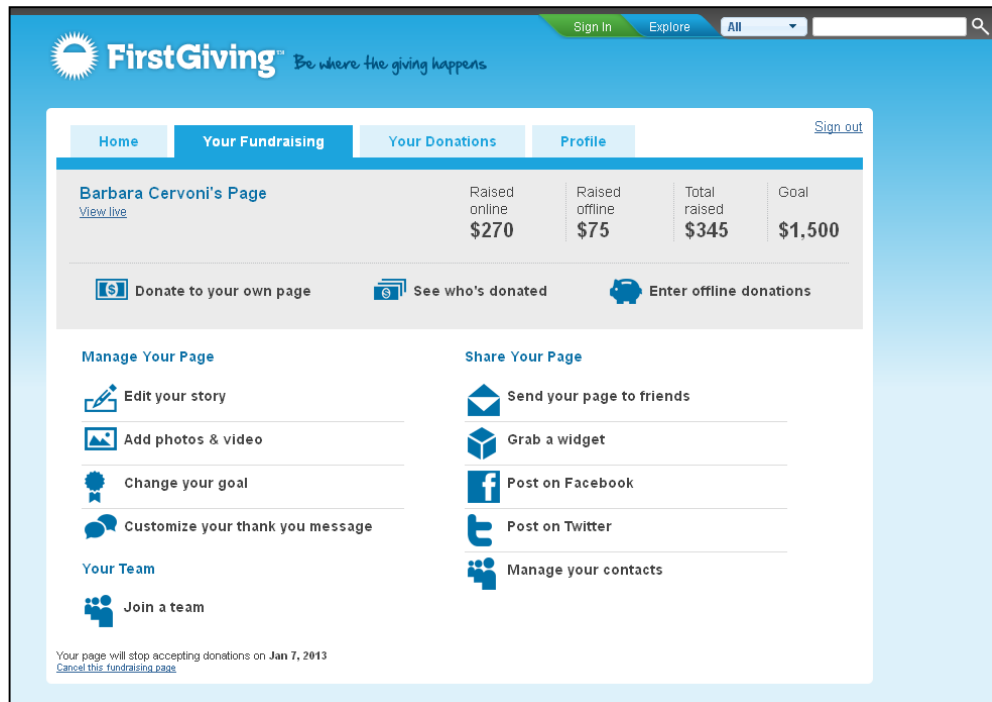 Sign In Explore All
FirstGiving™ Be where the giving happens
Sign out
Home Your Fundraising Your Donations Profile
Barbara Cervoni's Page
View live
Raised online $270
Raised offline $75
Total raised $345
Goal $1,500
Donate to your own page See who's donated Enter offline donations
Manage Your Page
Edit your story
Add photos & video
Change your goal
Customize your thank you message
Your Team
Join a team
Share Your Page
Send your page to friends
Grab a widget
Post on Facebook
Post on Twitter
Manage your contacts
Your page will stop accepting donations on Jan 7, 2013
Cancel this fundraising page